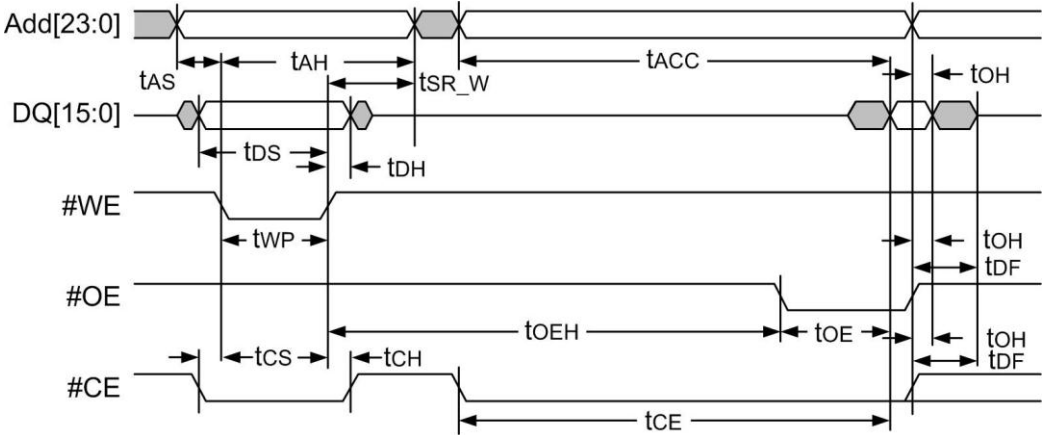 Add[23:0]
tAS tAH tSR_W tACC tOH
DQ[15:0]
tDS tDH
#WE
tWP tOH
tDF
#OE
tOEH tOE tOH
tCS tCH tDF
#CE
tCE